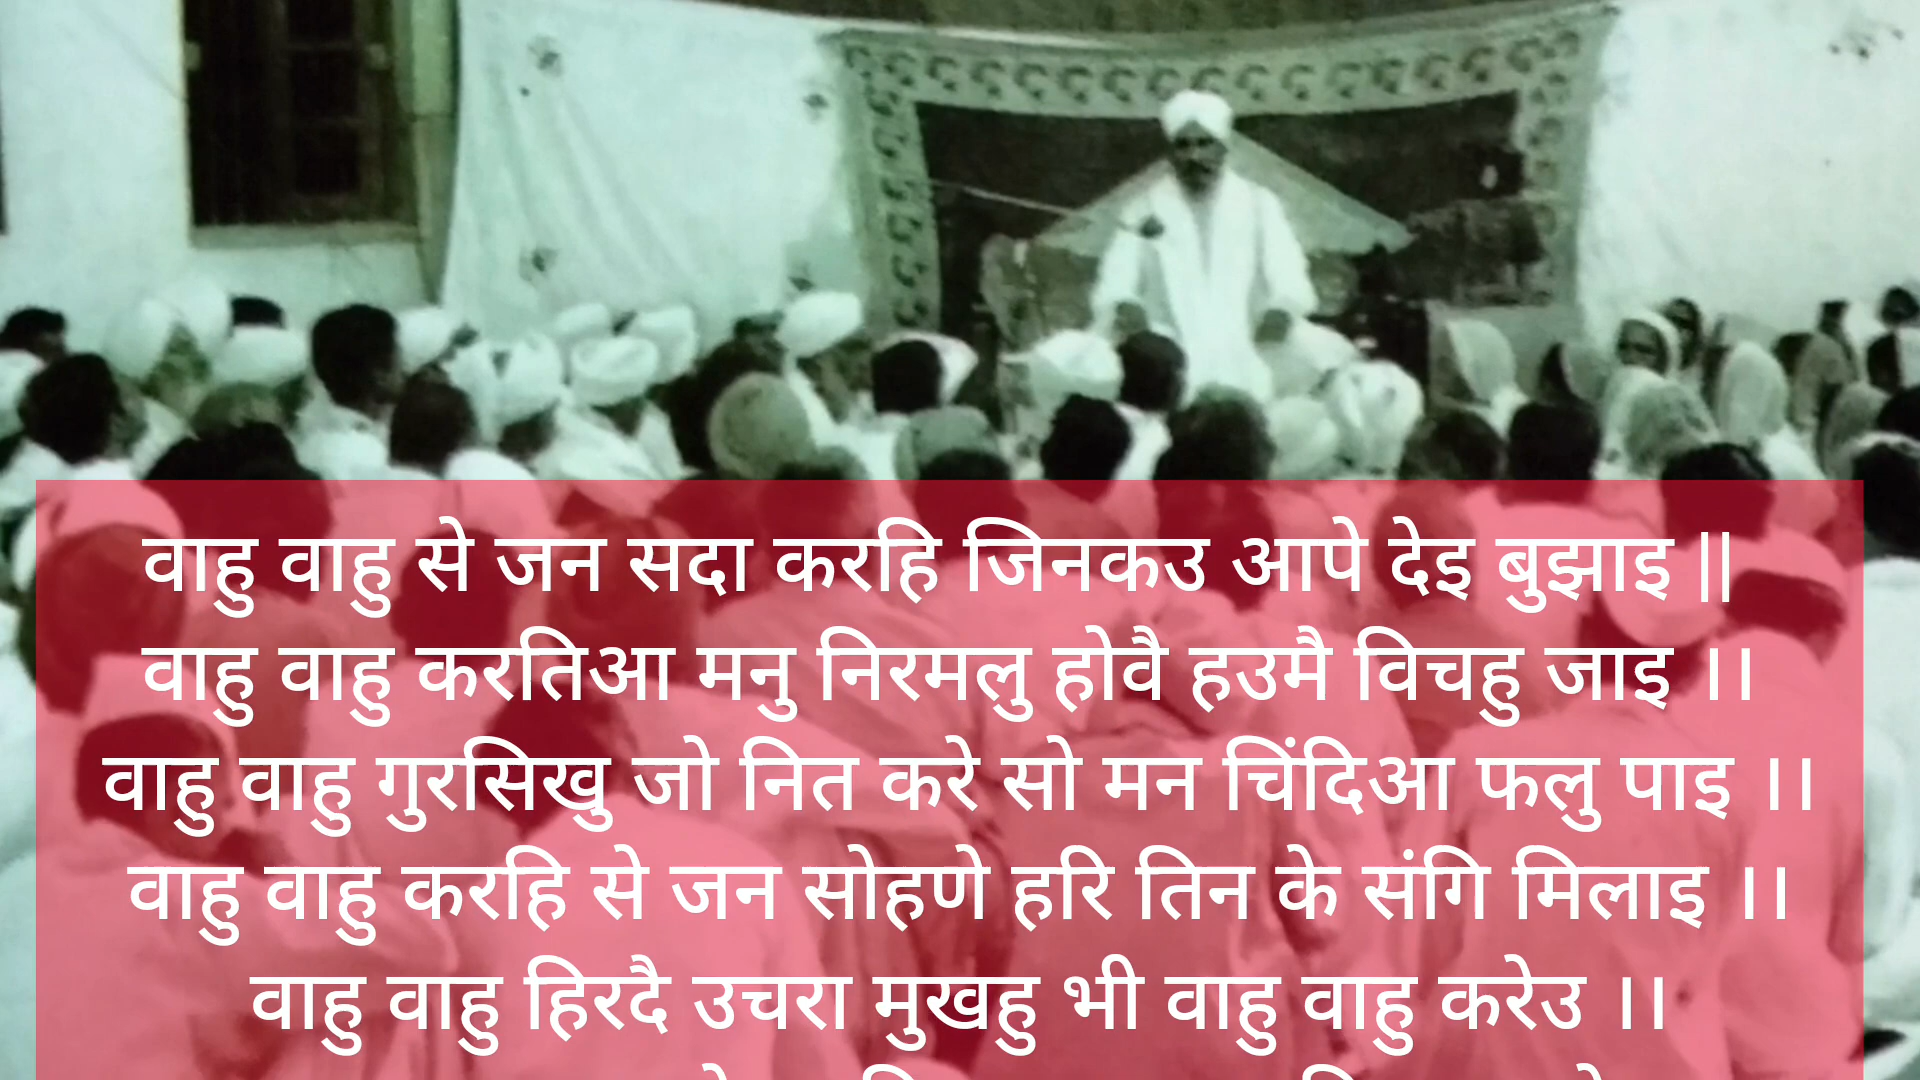 वाहु वाहु से जन सदा करहि जिनकउ आपे देइ बुझाइ ||
वाहु वाहु करतिआ मनु निरमलु होवै हउमै विचहु जाइ ।।
वाहु वाहु गुरसिखु जो नित करे सो मन चिंदिआ फलु पाइ ।।
वाहु वाहु करहि से जन सोहणे हरि तिन के संगि मिलाइ ।।
वाहु वाहु हिरदै उचरा मुखहु भी वाहु वाहु करेउ ।।